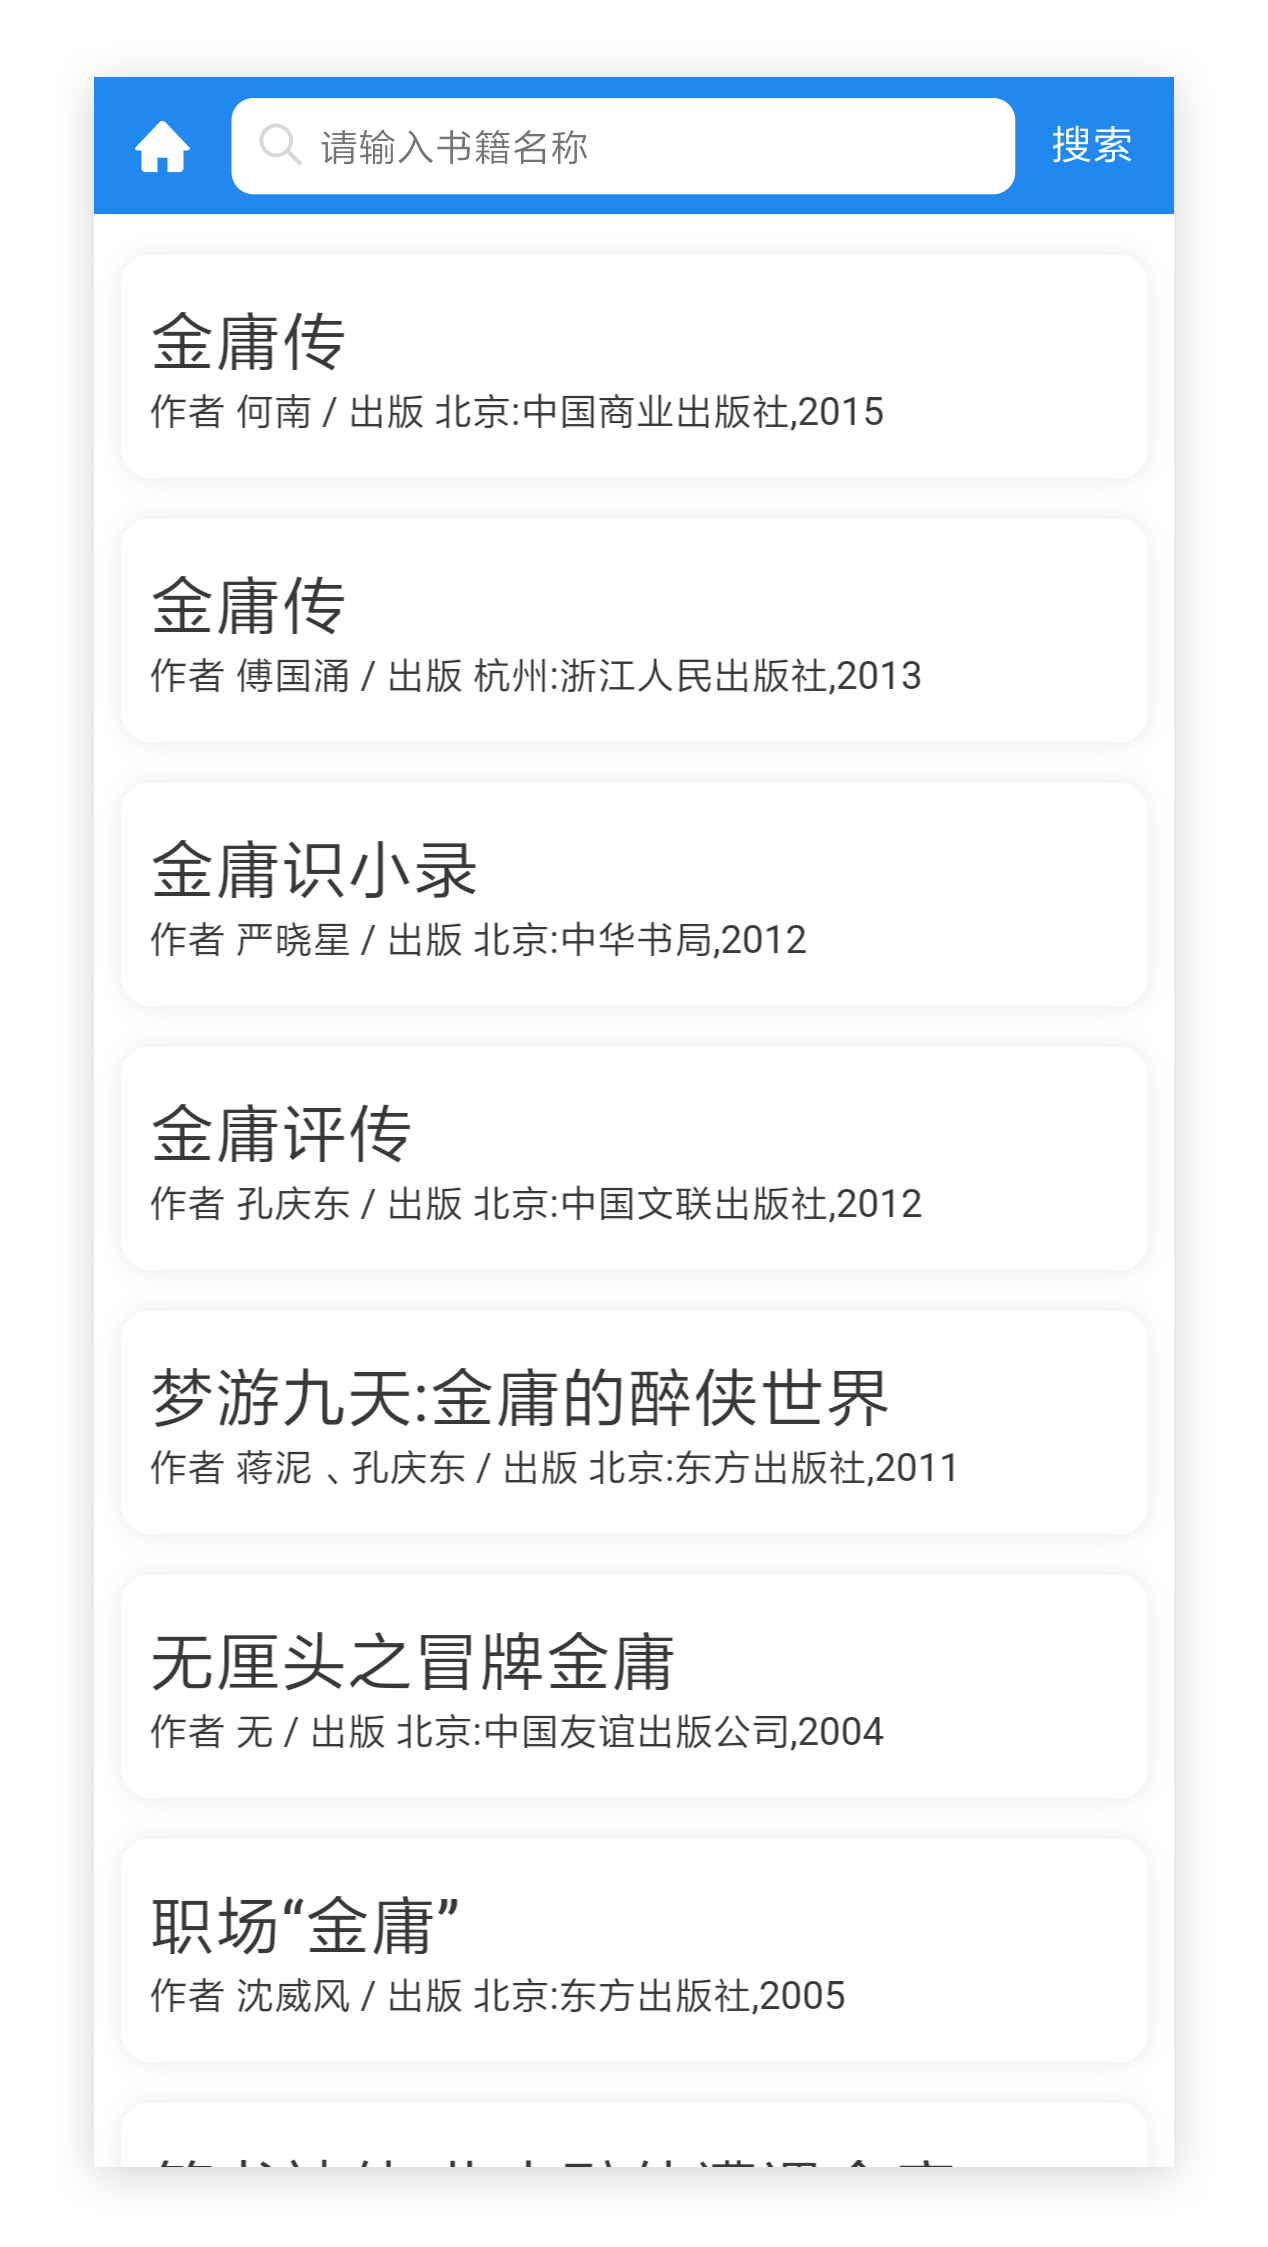 请输入书籍名称
搜索
金庸传
作者 何南 / 出版 北京:中国商业出版社,2015
金庸传
作者 傅国涌 / 出版 杭州:浙江人民出版社,2013
金庸识小录
作者 严晓星 / 出版 北京:中华书局,2012
金庸评传
作者 孔庆东 / 出版 北京:中国文联出版社,2012
梦游九天:金庸的醉侠世界
作者 蒋泥 、孔庆东 / 出版 北京:东方出版社,2011
无厘头之冒牌金庸
作者 无 / 出版 北京:中国友谊出版公司,2004
职场“金庸”
作者 沈威风 / 出版 北京:东方出版社,2005